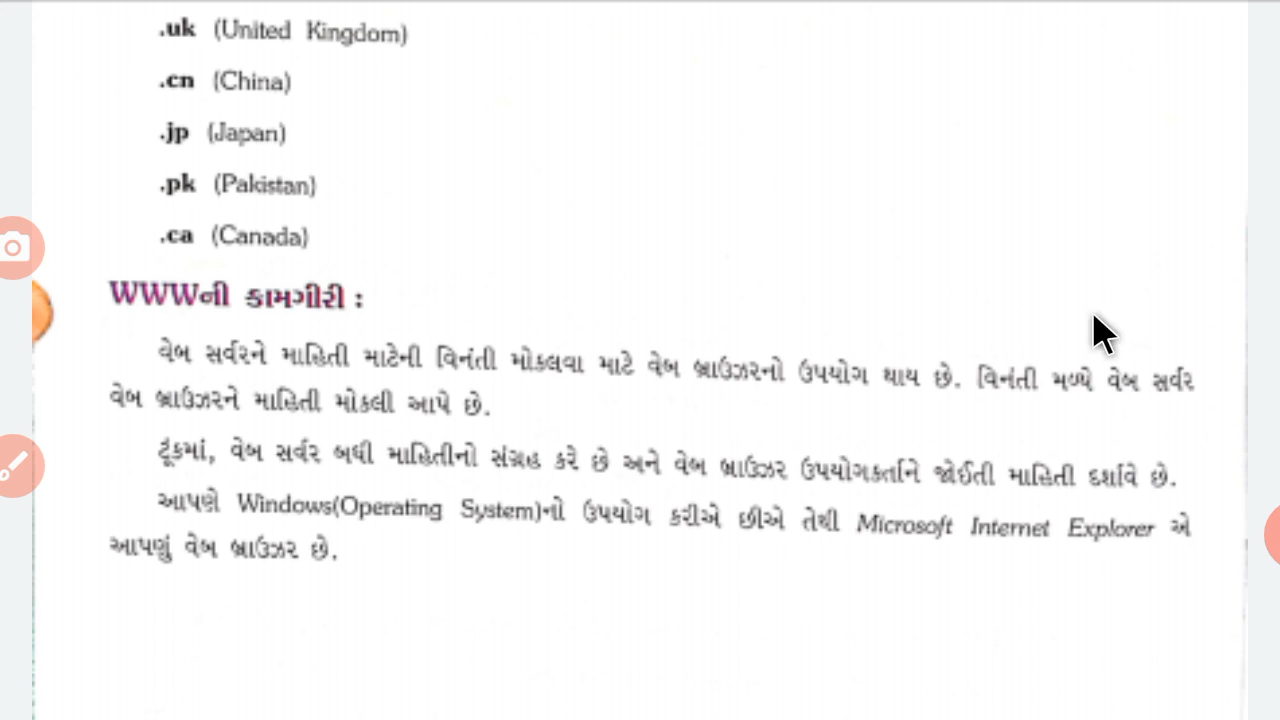 .uk (United Kingdom)
.cn (China)
.jp (Japan)
.pk (Pakistan)
.ca (Canada)
WWWની કામગીરી :
વેબ સર્વરને માહિતી માટેની વિનંતી મોકલવા માટે વેબ બ્રાઉઝરનો ઉપયોગ થાય છે. વિનંતી મળ્યે વેબ સર્વર
વેબ બ્રાઉઝરને માહિતી મોકલી આપે છે.
ટૂંકમાં, વેબ સર્વર બધી માહિતીનો સંગ્રહ કરે છે અને વેબ બ્રાઉઝર ઉપયોગકર્તાને જોઈતી માહિતી દર્શાવે છે.
આપણે Windows(Operating System)નો ઉપયોગ કરીએ છીએ તેથી Microsoft Internet Explorer એ
આપણું વેબ બ્રાઉઝર છે.